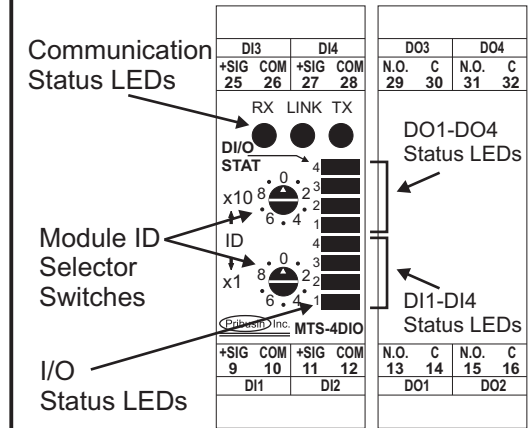 Communication
Status LEDs
DI3 DI4
+SIG COM +SIG COM
25 26 27 28
DO3 DO4
N.O. C N.O. C
29 30 31 32
RX LINK TX
DI/O
STAT
4
3
2
1
4
3
2
1
x10
ID
x1
0
8 2
6 4
0
8 2
6 4
DO1-DO4
Status LEDs
Module ID
Selector
Switches
DI1-DI4
Status LEDs
Pribusin Inc. MTS-4DIO
I/O
Status LEDs
+SIG COM +SIG COM
9 10 11 12
DI1 DI2
N.O. C N.O. C
13 14 15 16
DO1 DO2